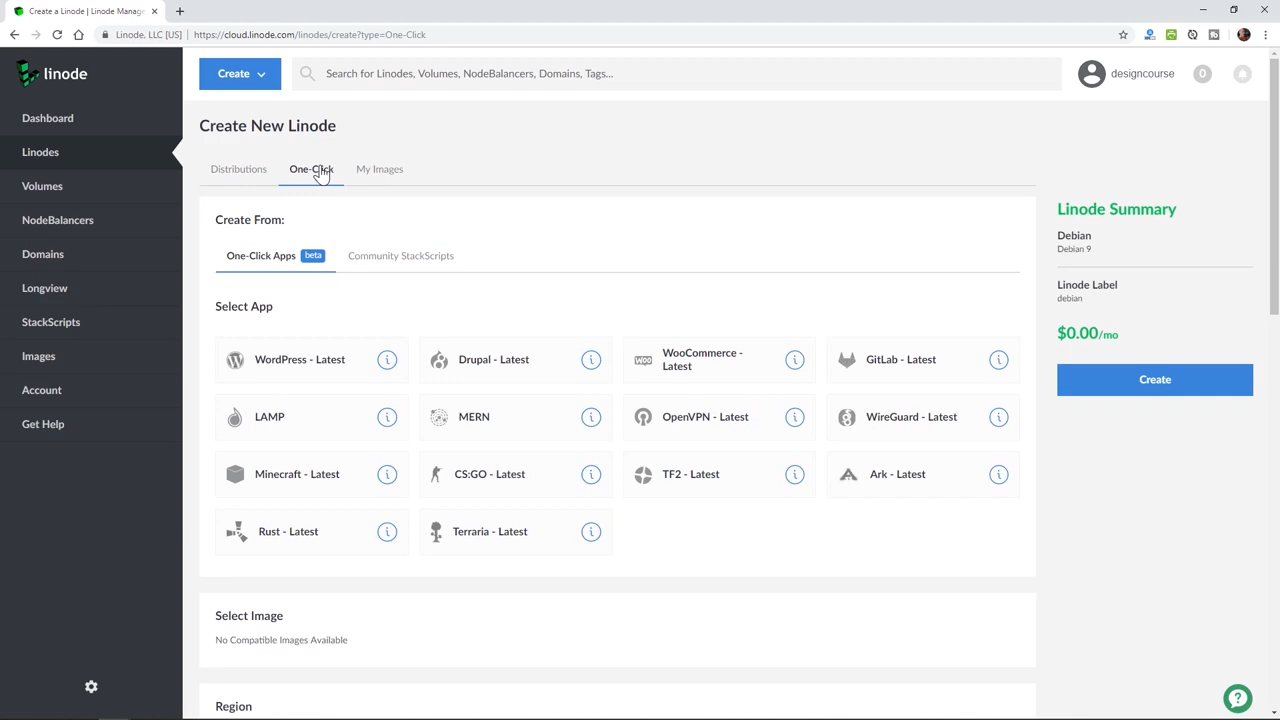 Create a Linode | Linode Manag
Linode, LLC [US]
https://cloud.linode.com/linodes/create?type=One-Click
linode
Create
Search for Linodes, Volumes, NodeBalancers, Domains, Tags...
designcourse
0
Dashboard
Linodes
Volumes
NodeBalancers
Domains
Longview
StackScripts
Images
Account
Get Help
Create New Linode
Distributions
One-Click
My Images
Create From:
One-Click Apps
beta
Community StackScripts
Select App
WordPress - Latest
Drupal - Latest
WooCommerce -
Latest
GitLab - Latest
LAMP
MERN
OpenVPN - Latest
WireGuard - Latest
Minecraft - Latest
CS:GO - Latest
TF2 - Latest
Ark - Latest
Rust - Latest
Terraria - Latest
Select Image
No Compatible Images Available
Region
Linode Summary
Debian
Debian 9
Linode Label
debian
$0.00/mo
Create